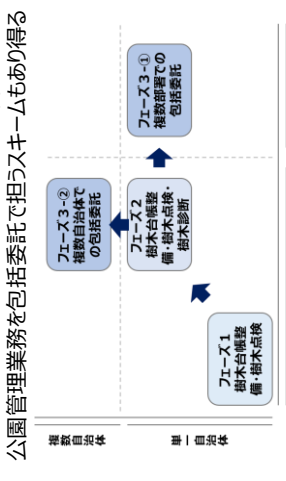 公園管理業務を包括委託で担うスキームもあり得る
複数自治体
フェーズ3-②
複数自治体で
の包括委託
単一自治体
フェーズ1
樹木台帳整
備・樹木点検
フェーズ2
樹木台帳整
備・樹木点検・
樹木診断
フェーズ3-①
複数部署での
包括委託